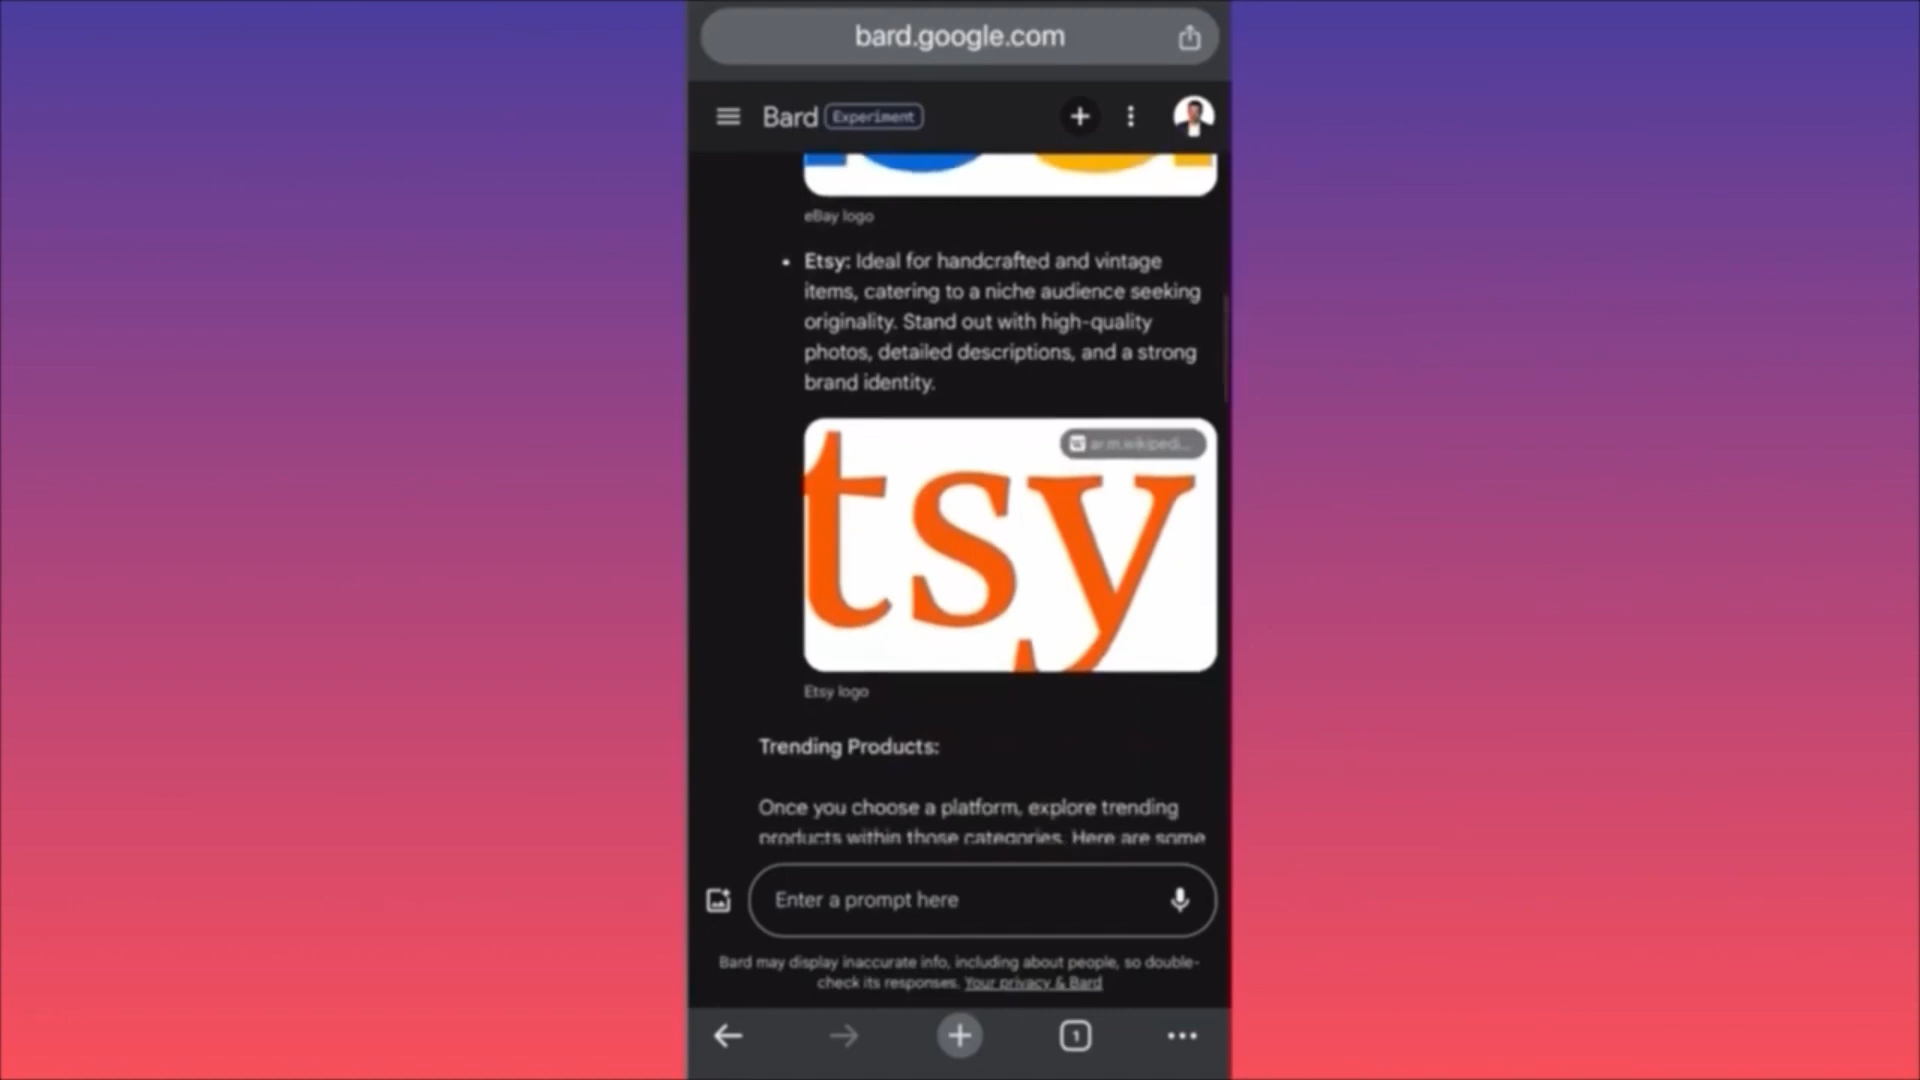 bard.google.com
Bard Experiment
eBay logo
• Etsy: Ideal for handcrafted and vintage
items, catering to a niche audience seeking
originality. Stand out with high-quality
photos, detailed descriptions, and a strong
brand identity.
ar.m.wikipedi...
tsy
Etsy logo
Trending Products:
Once you choose a platform, explore trending
products within those categories. Here are some
Enter a prompt here
Bard may display inaccurate info, including about people, so double-
check its responses. Your privacy & Bard
1